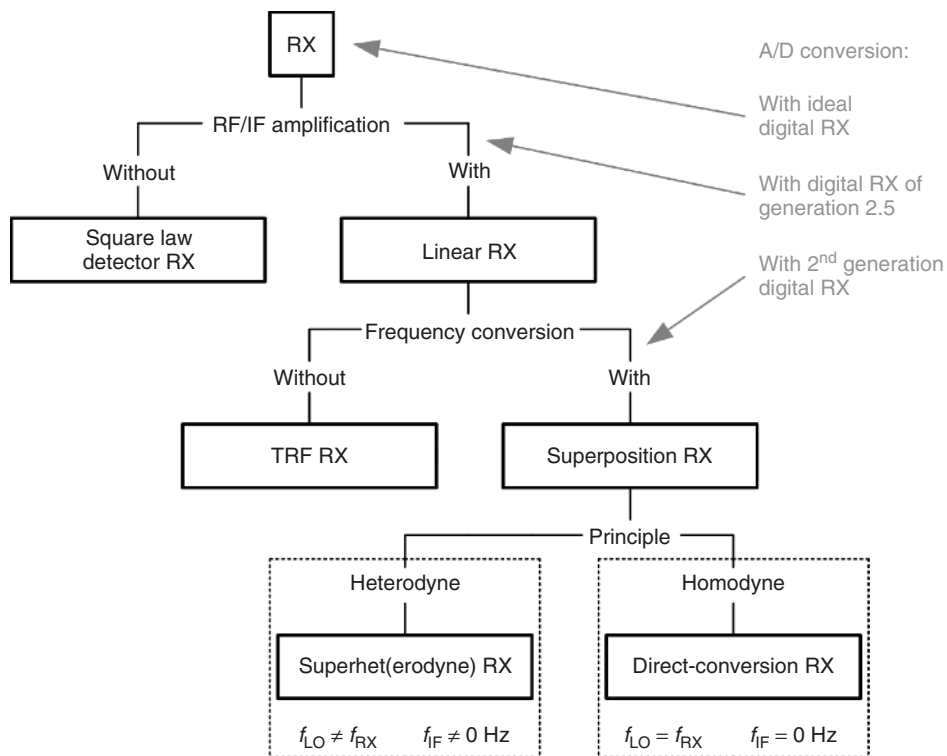 RX
A/D conversion:
With ideal
digital RX
RF/IF amplification
Without
With
With digital RX of
generation 2.5
Square law
detector RX
Linear RX
With 2nd generation
digital RX
Frequency conversion
Without
With
TRF RX
Superposition RX
Principle
Heterodyne
Homodyne
Superhet(erodyne) RX
Direct-conversion RX
fLO ≠ fRX fIF ≠ 0 Hz
fLO = fRX fIF = 0 Hz